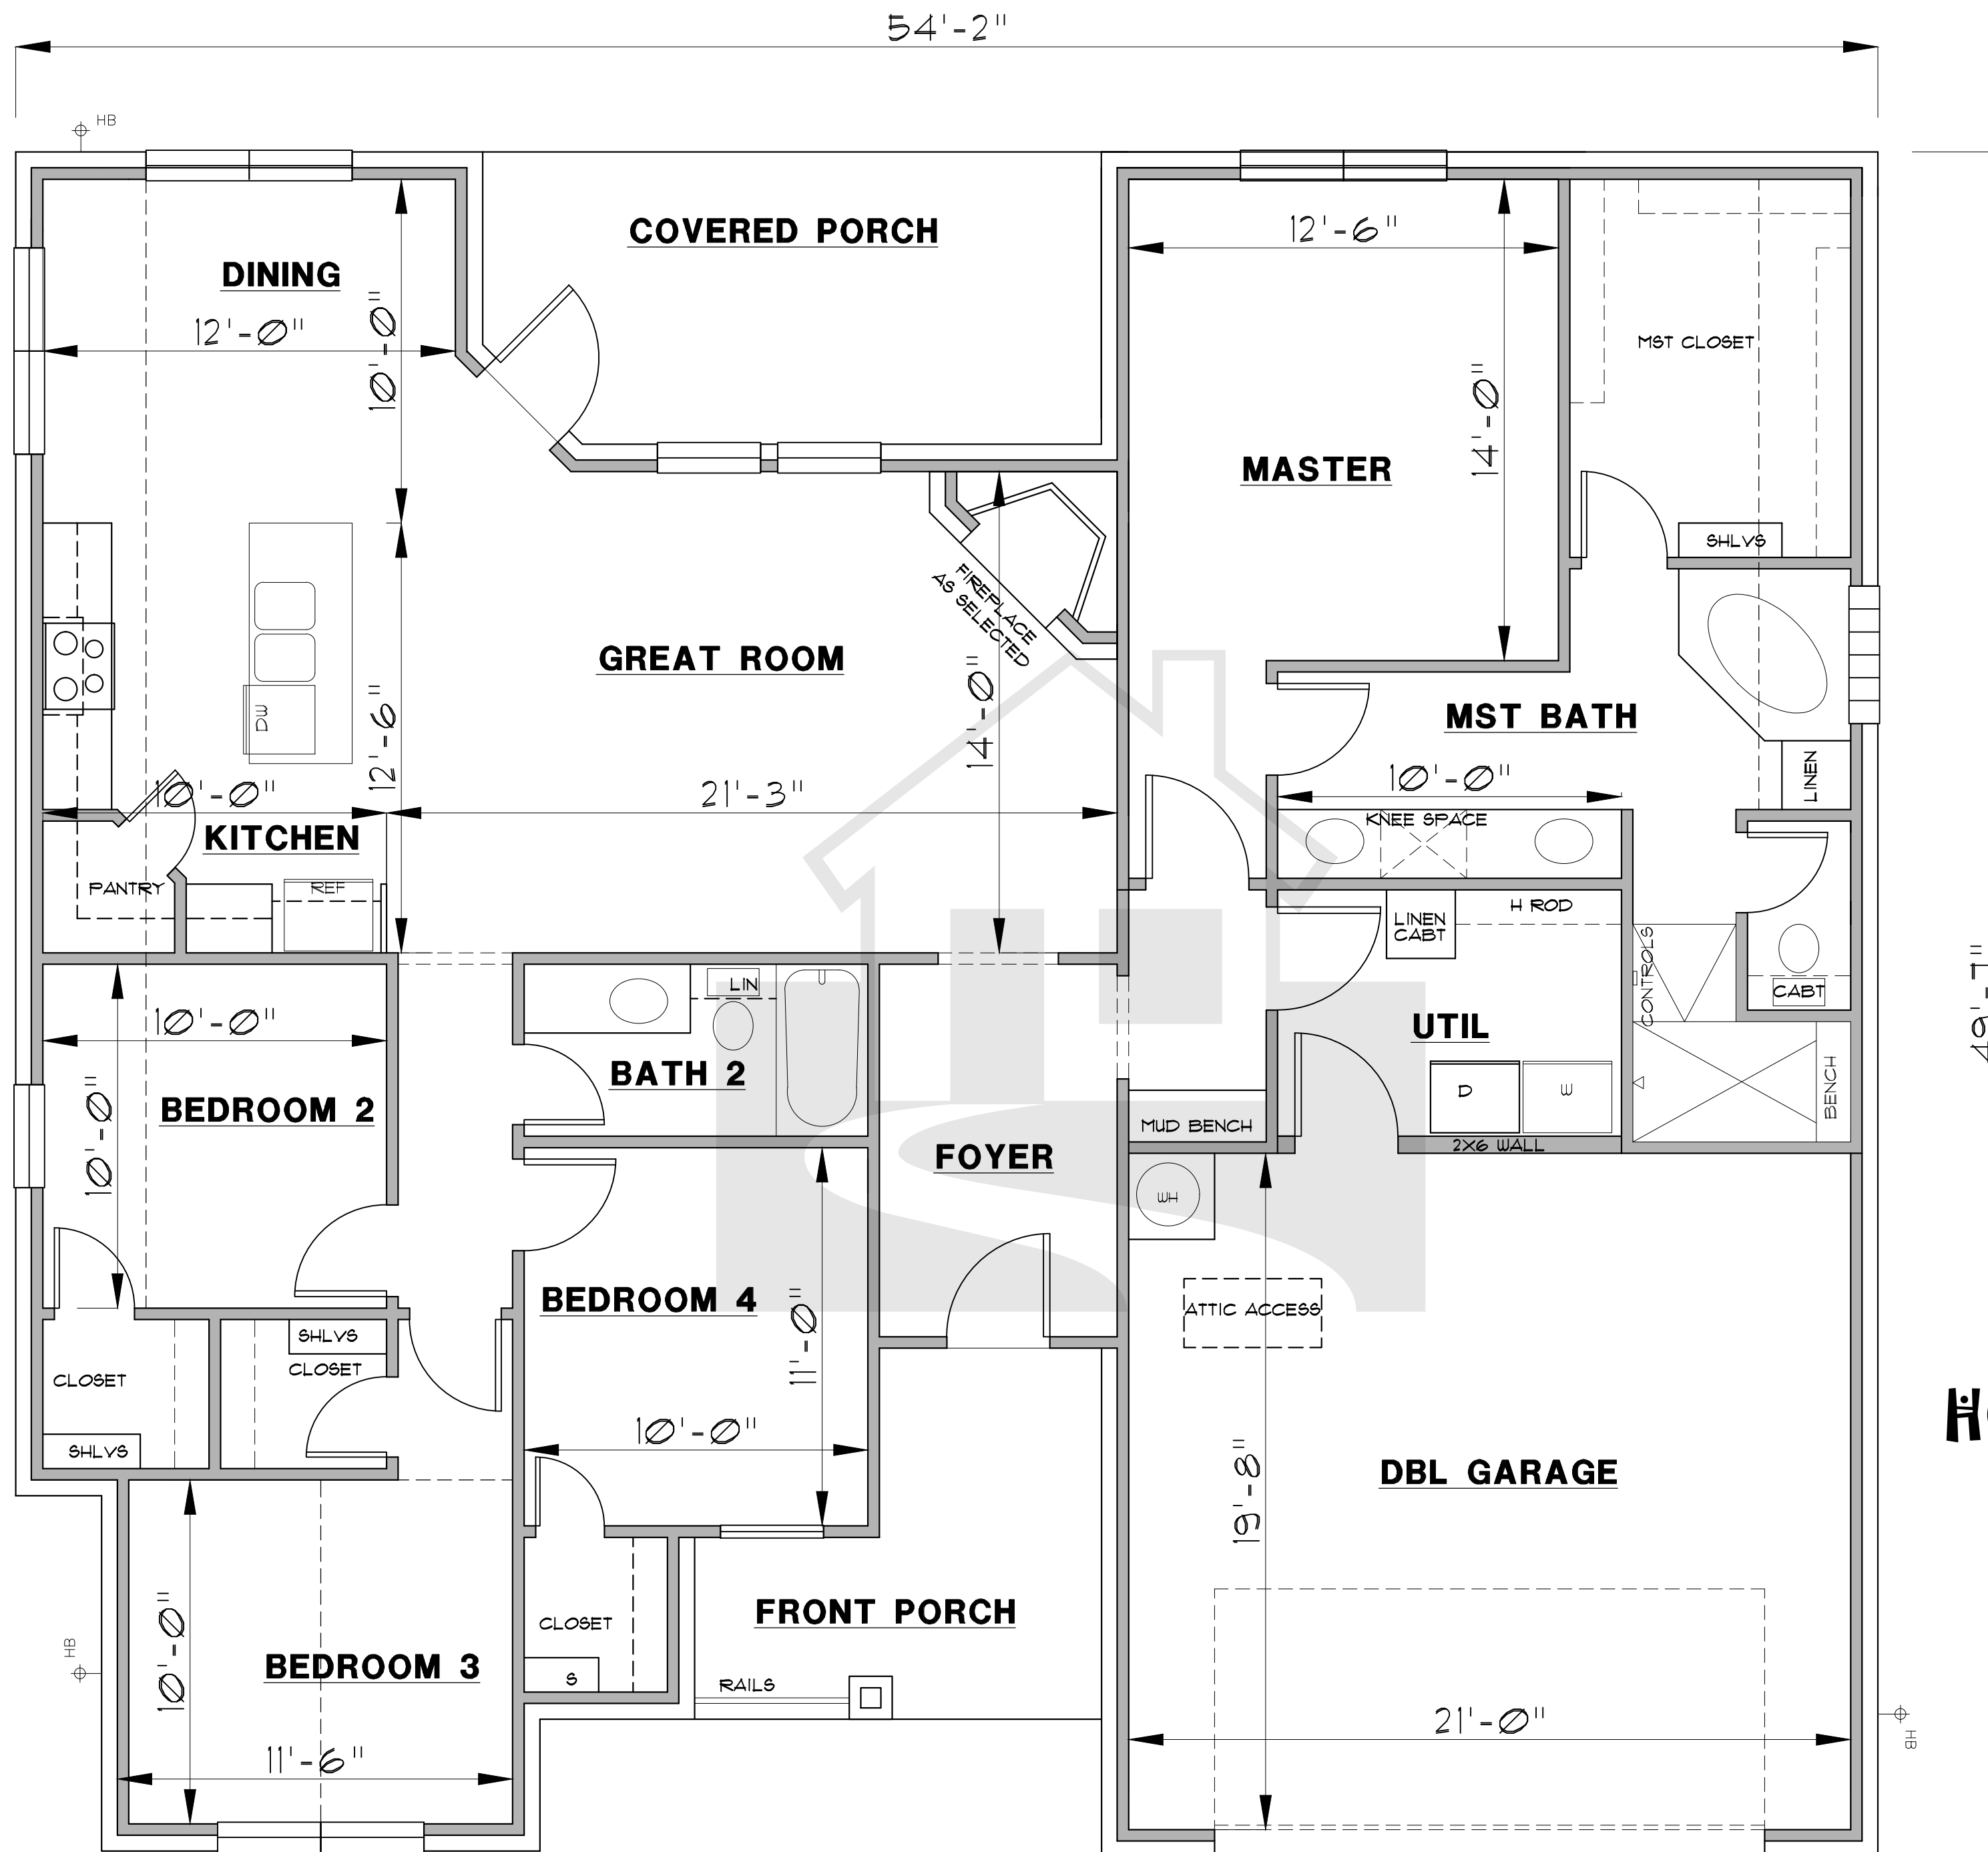 54'-2"
HB
COVERED PORCH
12'-6"
DINING
12'-0"
10'-0"
MST CLOSET
14'-0"
MASTER
SHLVS
FIREPLACE
AS SELECTED
GREAT ROOM
14'-0"
DW
12'-6"
MST BATH
LINEN
10'-0"
10'-0"
21'-3"
KNEE SPACE
KITCHEN
PANTRY
REF
LINEN
CABT
H ROD
CONTROLS
CABT
LIN
10'-0"
UTIL
49'-7"
BATH 2
10'-0"
BEDROOM 2
D
W
BENCH
MUD BENCH
2X6 WALL
FOYER
WH
BEDROOM 4
ATTIC ACCESS
SHLVS
CLOSET
CLOSET
11'-0"
10'-0"
SHLVS
19'-8"
DBL GARAGE
FRONT PORCH
CLOSET
10'-0"
HB
BEDROOM 3
S
RAILS
21'-0"
HB
11'-6"